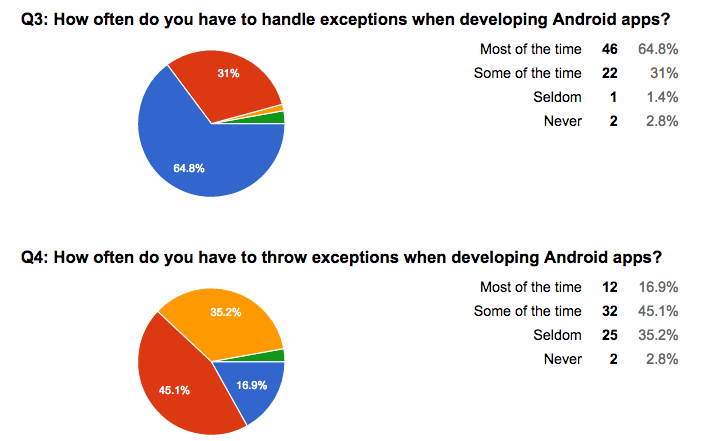 Q3: How often do you have to handle exceptions when developing Android apps?
Most of the time 46 64.8%
Some of the time 22 31%
Seldom 1 1.4%
Never 2 2.8%
31%
64.8%
Q4: How often do you have to throw exceptions when developing Android apps?
Most of the time 12 16.9%
Some of the time 32 45.1%
Seldom 25 35.2%
Never 2 2.8%
35.2%
16.9%
45.1%